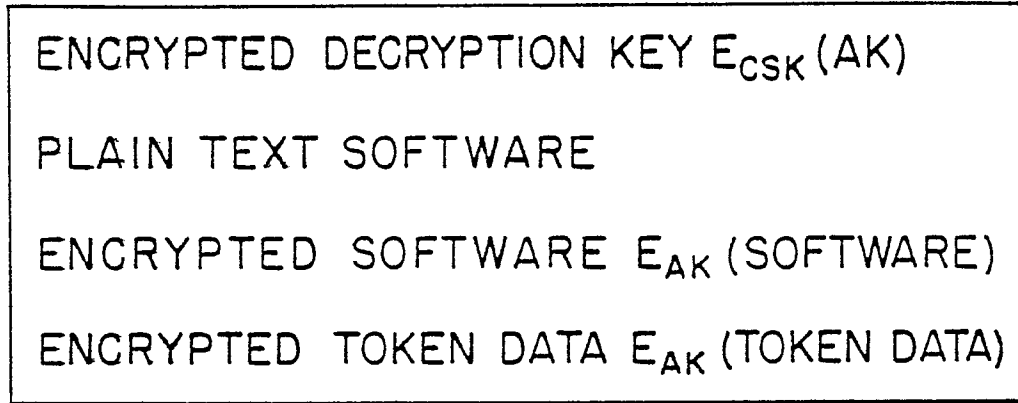 ENCRYPTED DECRYPTION KEY E_CSK (AK)
PLAIN TEXT SOFTWARE
ENCRYPTED SOFTWARE E_AK (SOFTWARE)
ENCRYPTED TOKEN DATA E_AK (TOKEN DATA)